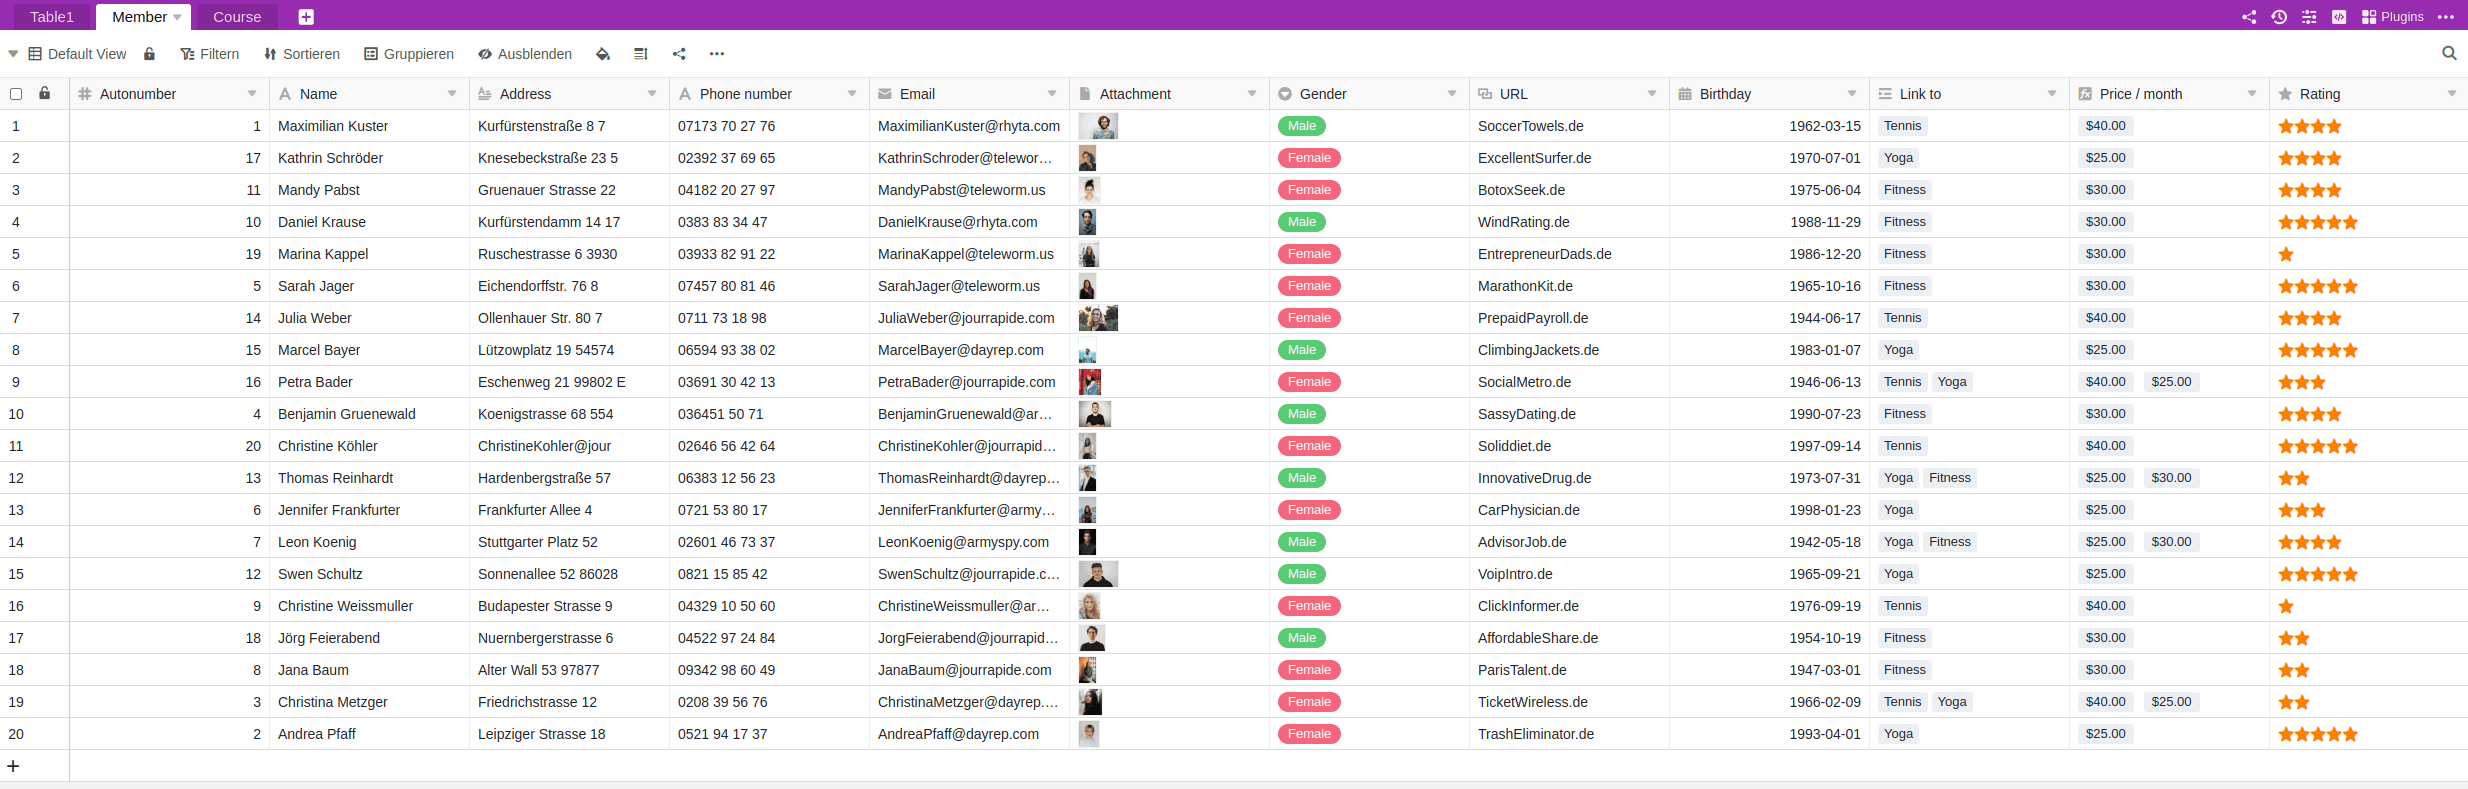 Table1 Member Course Plugins
Default View Filtern Sortieren Gruppieren Ausblenden
Autonumber Name Address Phone number Email Attachment Gender URL Birthday Link to Price / month Rating
1 1 Maximilian Kuster Kurfürstenstraße 8 7 07173 70 27 76 MaximilianKuster@rhyta.com Male SoccerTowels.de 1962-03-15 Tennis $40.00
2 17 Kathrin Schröder Knesebeckstraße 23 5 02392 37 69 65 KathrinSchroder@telewor… Female ExcellentSurfer.de 1970-07-01 Yoga $25.00
3 11 Mandy Pabst Gruenauer Strasse 22 04182 20 27 97 MandyPabst@teleworm.us Female BotoxSeek.de 1975-06-04 Fitness $30.00
4 10 Daniel Krause Kurfürstendamm 14 17 0383 83 34 47 DanielKrause@rhyta.com Male WindRating.de 1988-11-29 Fitness $30.00
5 19 Marina Kappel Ruschestrasse 6 3930 03933 82 91 22 MarinaKappel@teleworm.us Female EntrepreneurDads.de 1986-12-20 Fitness $30.00
6 5 Sarah Jager Eichendorffstr. 76 8 07457 80 81 46 SarahJager@teleworm.us Female MarathonKit.de 1965-10-16 Fitness $30.00
7 14 Julia Weber Ollenhauer Str. 80 7 0711 73 18 98 JuliaWeber@jourrapide.com Female PrepaidPayroll.de 1944-06-17 Tennis $40.00
8 15 Marcel Bayer Lützowplatz 19 54574 06594 93 38 02 MarcelBayer@dayrep.com Male ClimbingJackets.de 1983-01-07 Yoga $25.00
9 16 Petra Bader Eschenweg 21 99802 E 03691 30 42 13 PetraBader@jourrapide.com Female SocialMetro.de 1946-06-13 Tennis Yoga $40.00 $25.00
10 4 Benjamin Gruenewald Koenigstrasse 68 554 036451 50 71 BenjaminGruenewald@ar… Male SassyDating.de 1990-07-23 Fitness $30.00
11 20 Christine Köhler ChristineKohler@jour 02646 56 42 64 ChristineKohler@jourrapid… Female Soliddiet.de 1997-09-14 Tennis $40.00
12 13 Thomas Reinhardt Hardenbergstraße 57 06383 12 56 23 ThomasReinhardt@dayrep… Male InnovativeDrug.de 1973-07-31 Yoga Fitness $25.00 $30.00
13 6 Jennifer Frankfurter Frankfurter Allee 4 0721 53 80 17 JenniferFrankfurter@army… Female CarPhysician.de 1998-01-23 Yoga $25.00
14 7 Leon Koenig Stuttgarter Platz 52 02601 46 73 37 LeonKoenig@armyspy.com Male AdvisorJob.de 1942-05-18 Yoga Fitness $25.00 $30.00
15 12 Swen Schultz Sonnenallee 52 86028 0821 15 85 42 SwenSchultz@jourrapide.c… Male VoipIntro.de 1965-09-21 Yoga $25.00
16 9 Christine Weissmuller Budapester Strasse 9 04329 10 50 60 ChristineWeissmuller@ar… Female ClickInformer.de 1976-09-19 Tennis $40.00
17 18 Jörg Feierabend Nuernbergerstrasse 6 04522 97 24 84 JorgFeierabend@jourrapid… Male AffordableShare.de 1954-10-19 Fitness $30.00
18 8 Jana Baum Alter Wall 53 97877 09342 98 60 49 JanaBaum@jourrapide.com Female ParisTalent.de 1947-03-01 Fitness $30.00
19 3 Christina Metzger Friedrichstrasse 12 0208 39 56 76 ChristinaMetzger@dayrep.… Female TicketWireless.de 1966-02-09 Tennis Yoga $40.00 $25.00
20 2 Andrea Pfaff Leipziger Strasse 18 0521 94 17 37 AndreaPfaff@dayrep.com Female TrashEliminator.de 1993-04-01 Yoga $25.00